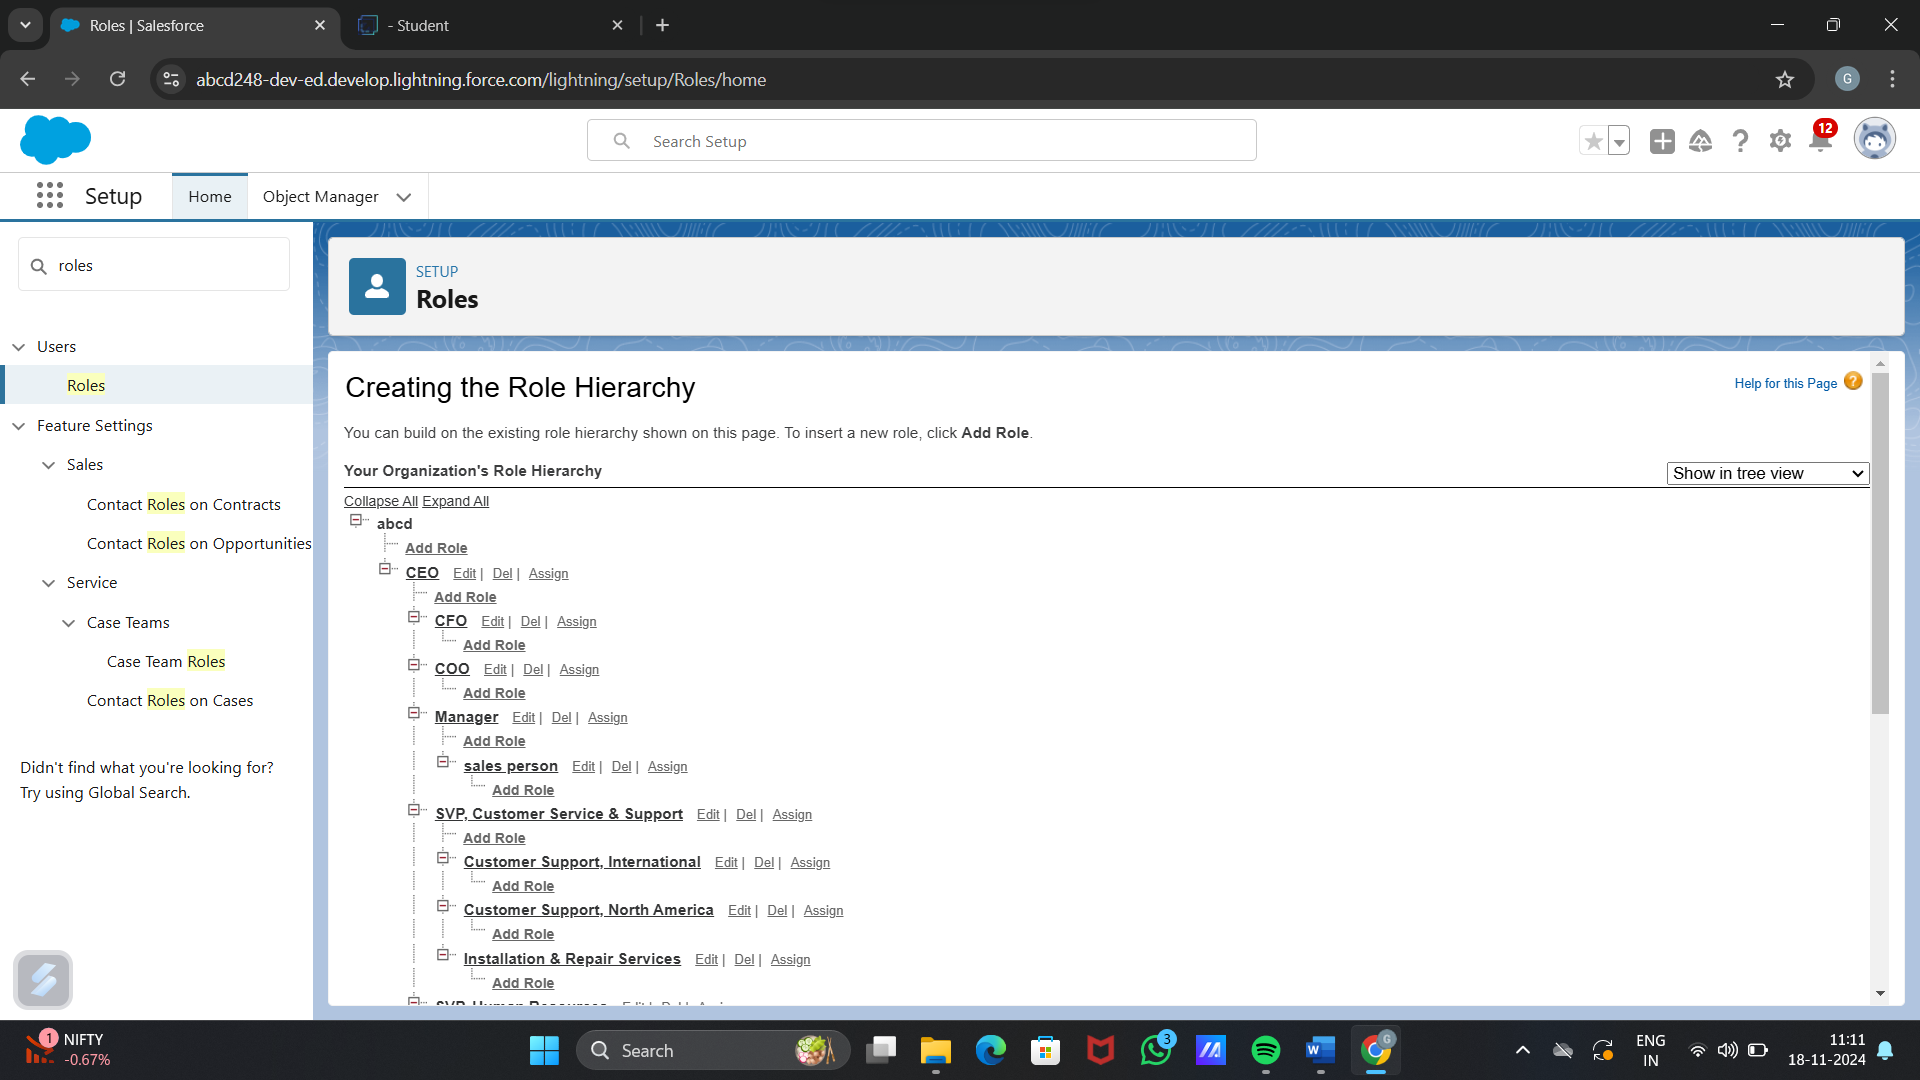 Roles | Salesforce
- Student
abcd248-dev-ed.develop.lightning.force.com/lightning/setup/Roles/home
G
Search Setup
12
Setup
Home
Object Manager
roles
Users
Roles
Feature Settings
Sales
Contact Roles on Contracts
Contact Roles on Opportunities
Service
Case Teams
Case Team Roles
Contact Roles on Cases
Didn't find what you're looking for?
Try using Global Search.
SETUP
Roles
Creating the Role Hierarchy
Help for this Page
You can build on the existing role hierarchy shown on this page. To insert a new role, click Add Role.
Your Organization's Role Hierarchy
Show in tree view
Collapse All Expand All
abcd
Add Role
CEO Edit | Del | Assign
Add Role
CFO Edit | Del | Assign
Add Role
COO Edit | Del | Assign
Add Role
Manager Edit | Del | Assign
Add Role
sales person Edit | Del | Assign
Add Role
SVP, Customer Service & Support Edit | Del | Assign
Add Role
Customer Support, International Edit | Del | Assign
Add Role
Customer Support, North America Edit | Del | Assign
Add Role
Installation & Repair Services Edit | Del | Assign
Add Role
SVP, Human Resources Edit | Del | Assign
1
NIFTY
-0.67%
Search
3
G
ENG
IN
11:11
18-11-2024